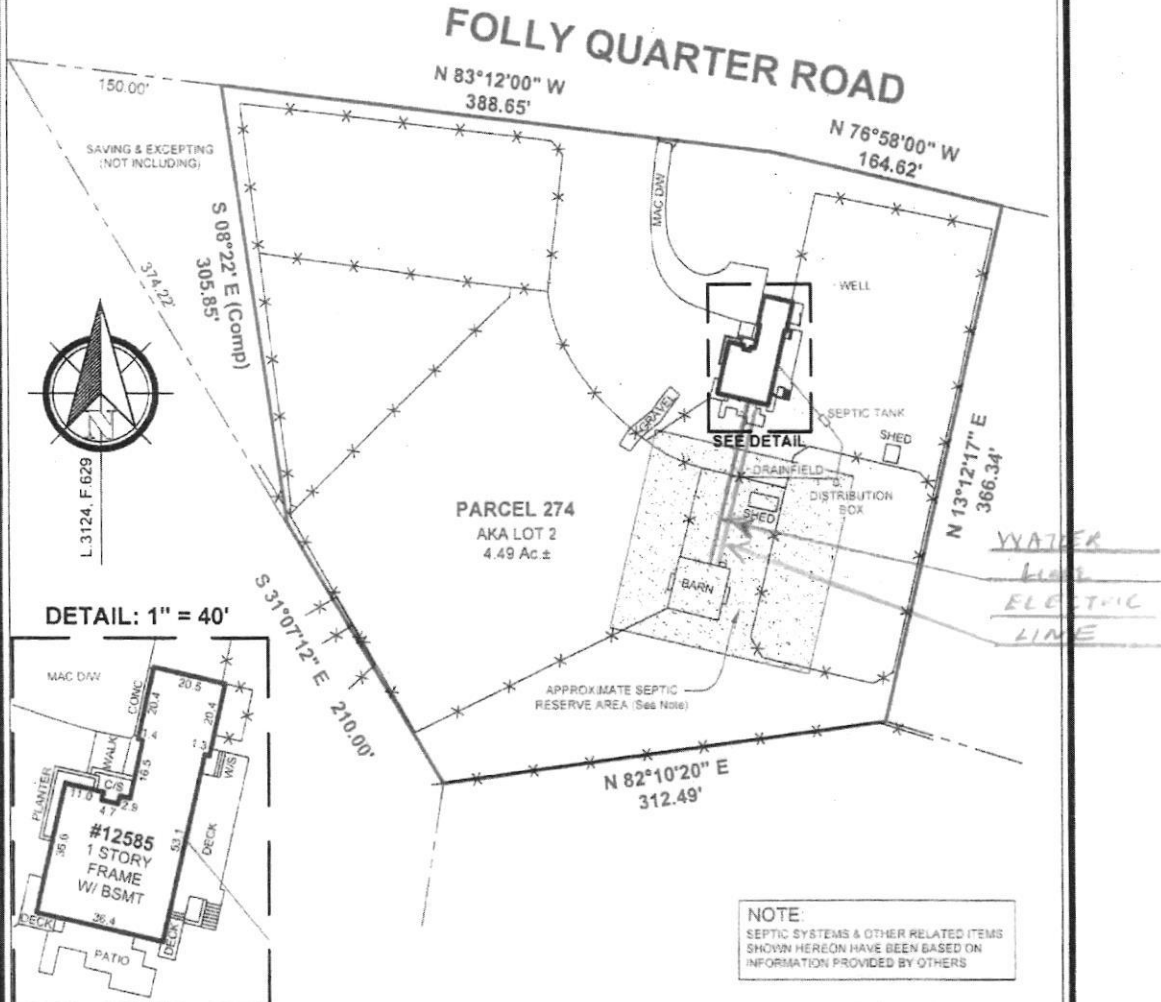 FOLLY QUARTER ROAD
150.00'
N 83°12'00" W
388.65'
N 76°58'00" W
164.62'
SAVING & EXCEPTING
(NOT INCLUDING)
MAC D/W
S 08°22' E (Comp)
305.85'
374.22'
WELL
N
L.3124, F.629
GRAVEL
SEPTIC TANK
SHED
SEE DETAIL
DRAINFIELD
DISTRIBUTION
BOX
SHED
N 13°12'17" E
366.34'
PARCEL 274
AKA LOT 2
4.49 Ac.±
WATER
LINE
ELECTRIC
LINE
BARN
S 31°07'12" E 210.00'
APPROXIMATE SEPTIC
RESERVE AREA (See Note)
N 82°10'20" E
312.49'
DETAIL: 1" = 40'
MAC D/W
CONC
20.5
20.4
20.4
1.4
1.3
WALK
16.5
W/S
C/S
PLANTER
11.0
4.7
2.9
#12585
1 STORY
FRAME
W/ BSMT
53.1
DECK
36.4
DECK
DECK
PATIO
NOTE:
SEPTIC SYSTEMS & OTHER RELATED ITEMS
SHOWN HEREON HAVE BEEN BASED ON
INFORMATION PROVIDED BY OTHERS